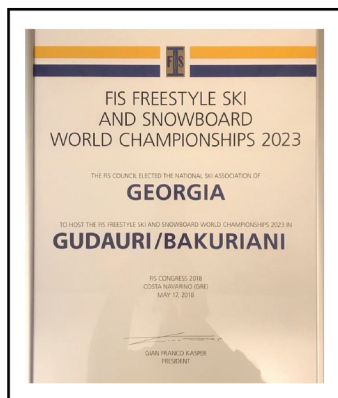 FIS
FIS FREESTYLE SKI
AND SNOWBOARD
WORLD CHAMPIONSHIPS 2023
THE FIS COUNCIL ELECTED THE NATIONAL SKI ASSOCIATION OF
GEORGIA
TO HOST THE FIS FREESTYLE SKI AND SNOWBOARD WORLD CHAMPIONSHIPS 2023 IN
GUDAURI/BAKURIANI
FIS CONGRESS 2018
COSTA NAVARINO (GRE)
MAY 17, 2018
GIAN FRANCO KASPER
PRESIDENT